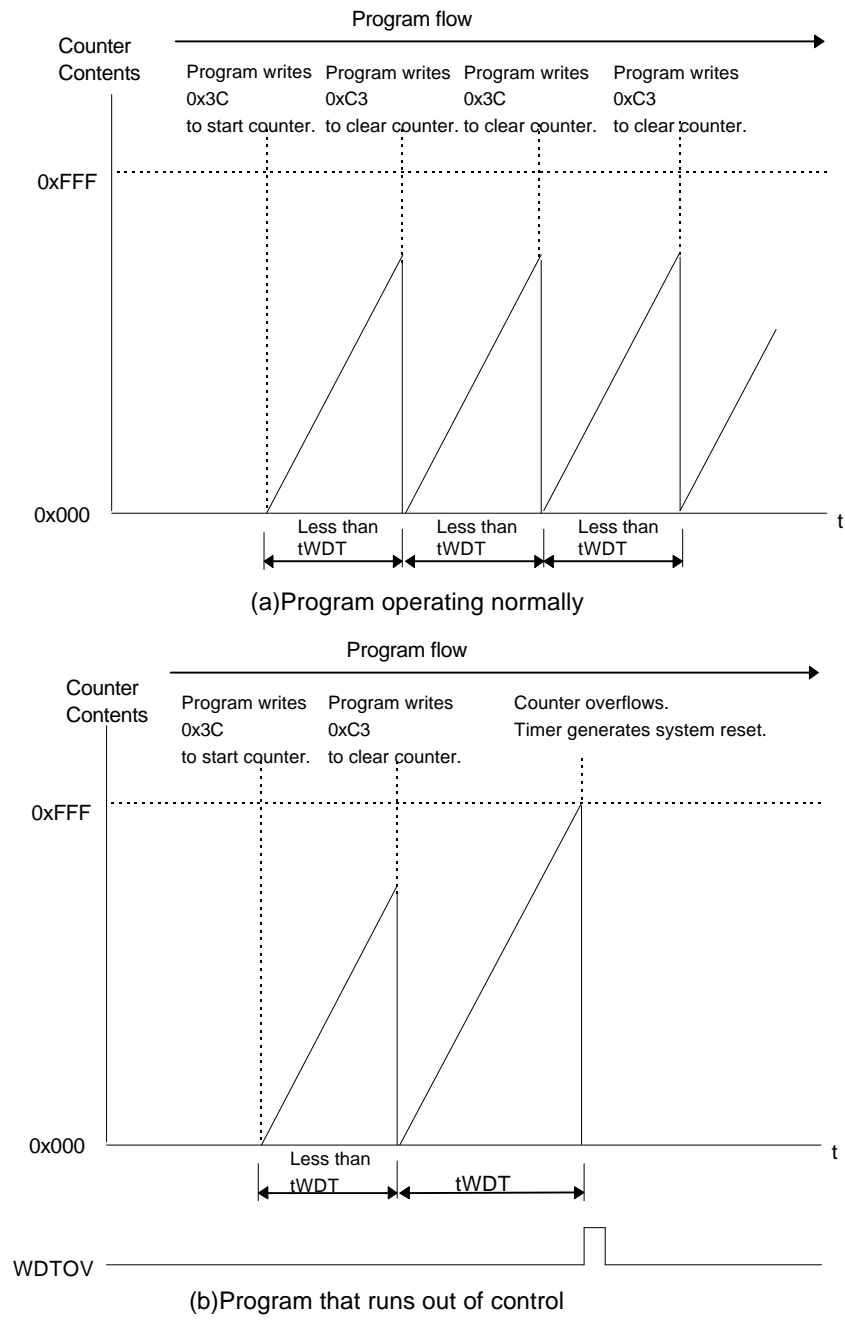 Program flow
Counter
Contents
Program writes
0x3C
to start counter.
Program writes
0xC3
to clear counter.
Program writes
0x3C
to clear counter.
Program writes
0xC3
to clear counter.
0xFFF
0x000
t
Less than
tWDT
Less than
tWDT
Less than
tWDT
(a)Program operating normally
Program flow
Counter
Contents
Program writes
0x3C
to start counter.
Program writes
0xC3
to clear counter.
Counter overflows.
Timer generates system reset.
0xFFF
0x000
t
Less than
tWDT
tWDT
WDTOV
(b)Program that runs out of control